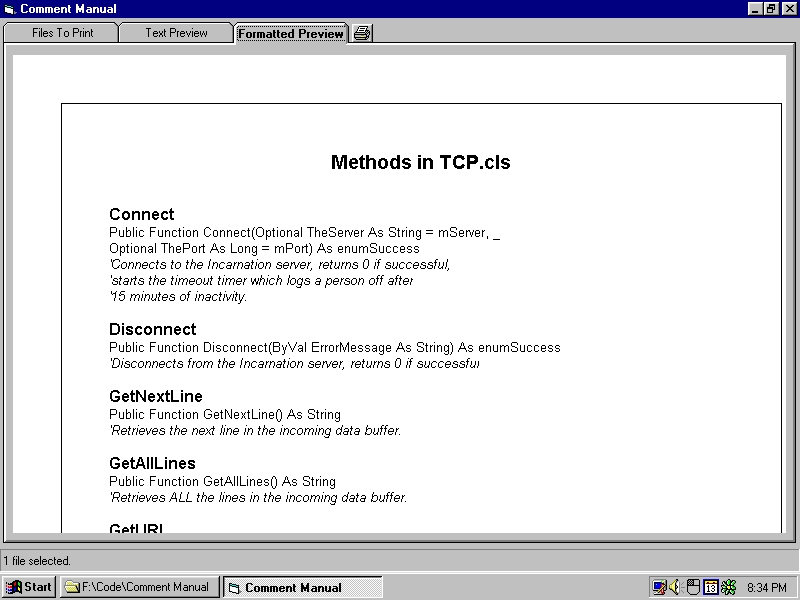 Comment Manual
Files To Print
Text Preview
Formatted Preview
Methods in TCP.cls
Connect
Public Function Connect(Optional TheServer As String = mServer, _
Optional ThePort As Long = mPort) As enumSuccess
'Connects to the Incarnation server, returns 0 if successful,
'starts the timeout timer which logs a person off after
'15 minutes of inactivity.
Disconnect
Public Function Disconnect(ByVal ErrorMessage As String) As enumSuccess
'Disconnects from the Incarnation server, returns 0 if successful
GetNextLine
Public Function GetNextLine() As String
'Retrieves the next line in the incoming data buffer.
GetAllLines
Public Function GetAllLines() As String
'Retrieves ALL the lines in the incoming data buffer.
GetURL
1 file selected.
Start
F:\Code\Comment Manual
Comment Manual
13
8:34 PM